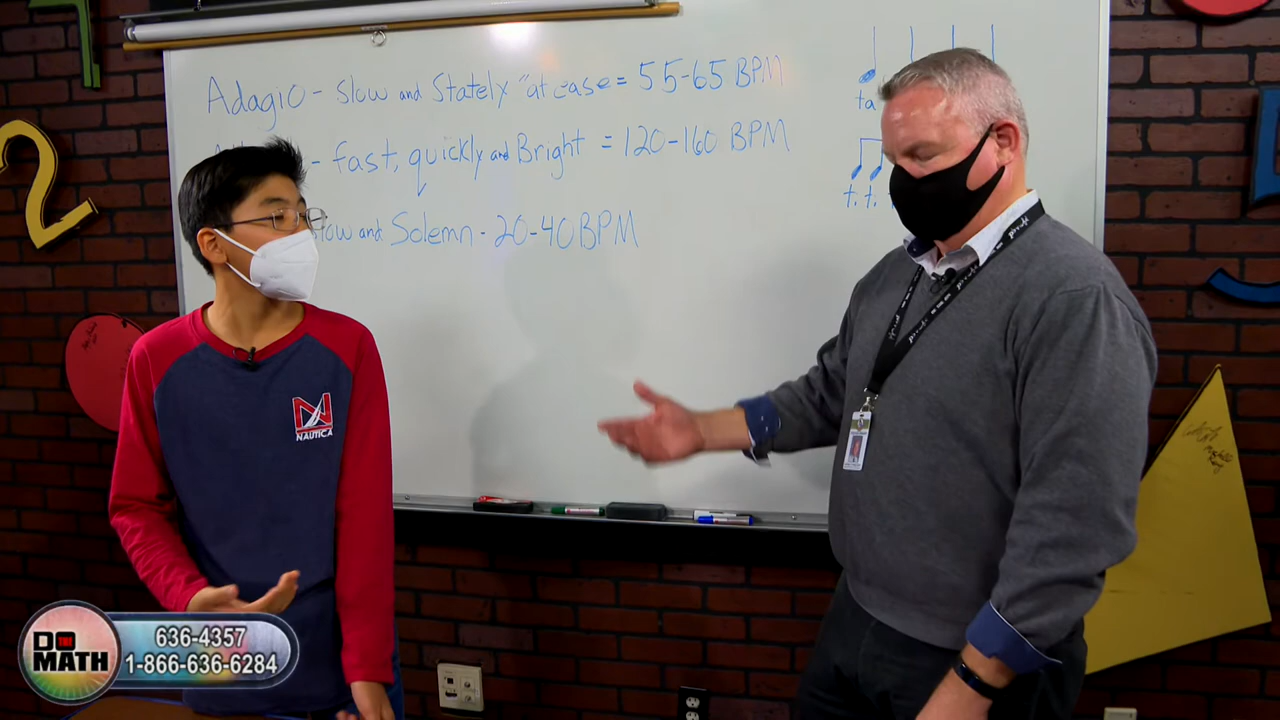 Adagio - Slow and Stately "at ease = 55-65 BPM
- fast, quickly and Bright = 120-160 BPM
and Solemn - 20-40 BPM
ta
t. t.
NAUTICA
DO THE MATH
636-4357
1-866-636-6284